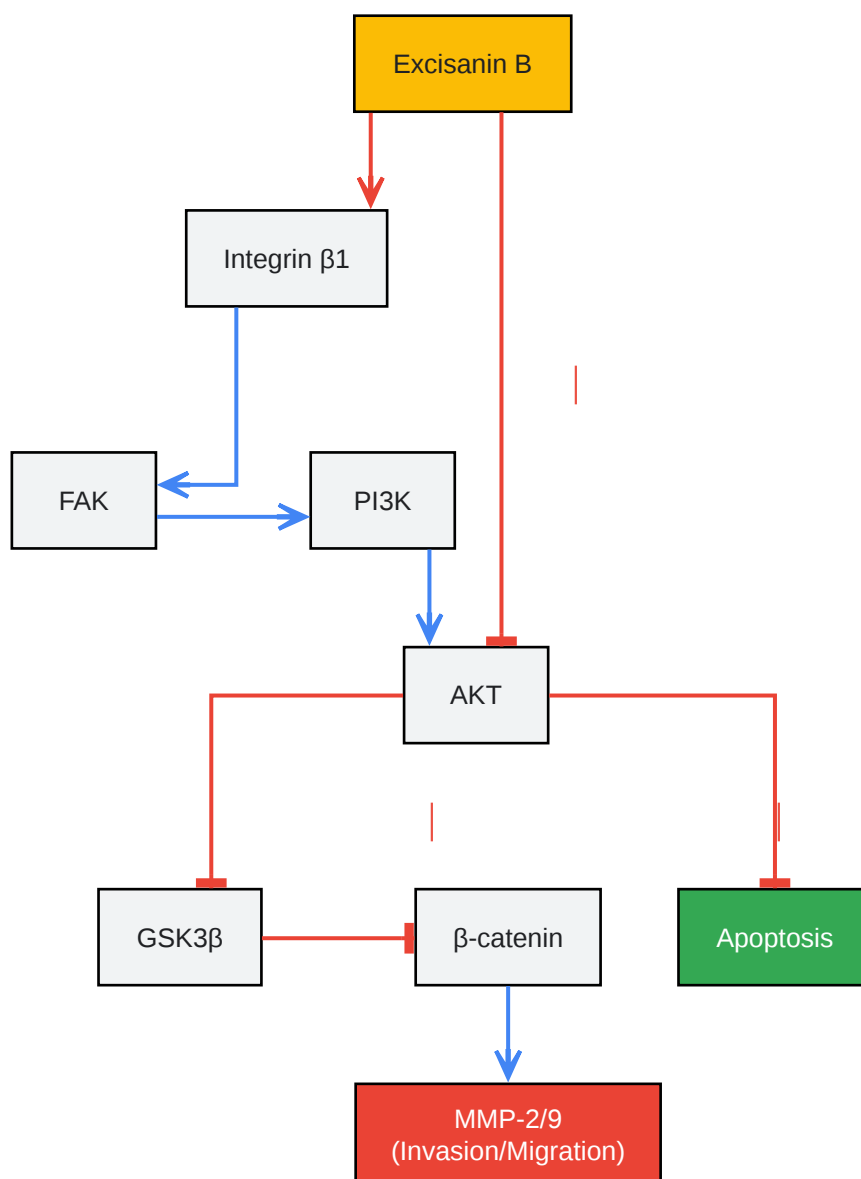 Excisanin B
Integrin β1
FAK
PI3K
AKT
GSK3β
β-catenin
Apoptosis
MMP-2/9
(Invasion/Migration)